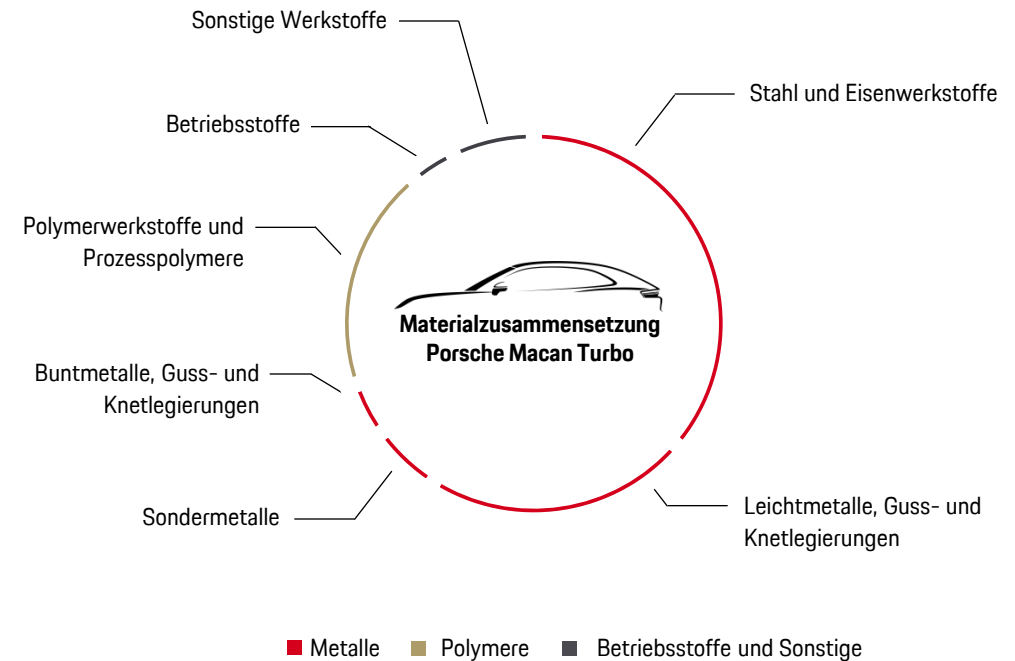 Sonstige Werkstoffe
Stahl und Eisenwerkstoffe
Betriebsstoffe
Polymerwerkstoffe und
Prozesspolymere
Materialzusammensetzung
Porsche Macan Turbo
Buntmetalle, Guss- und
Knetlegierungen
Sondermetalle
Leichtmetalle, Guss- und
Knetlegierungen
Metalle
Polymere
Betriebsstoffe und Sonstige